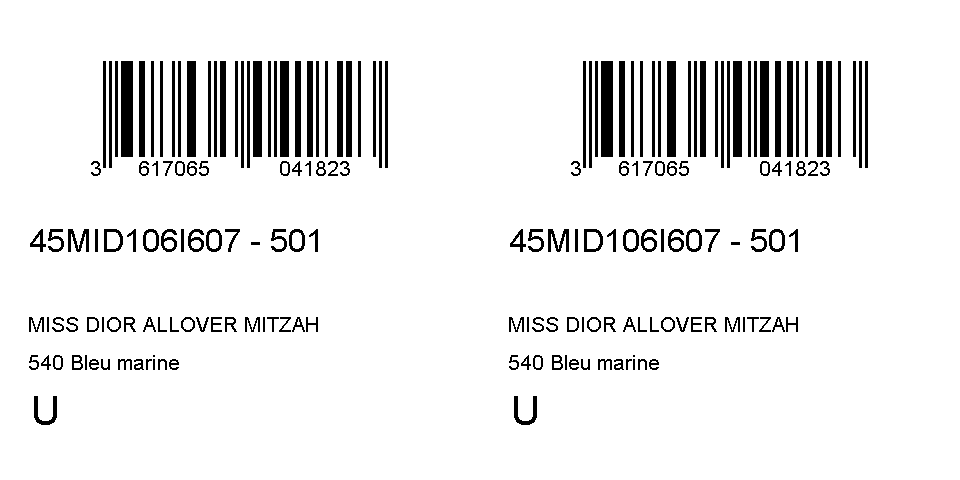 3 617065 041823
3 617065 041823
45MID106I607 - 501
45MID106I607 - 501
MISS DIOR ALLOVER MITZAH
MISS DIOR ALLOVER MITZAH
540 Bleu marine
540 Bleu marine
U
U